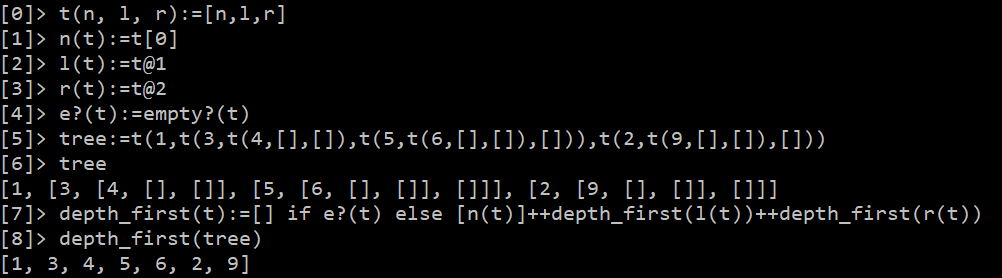 [0]> t(n, l, r):=[n,l,r]
[1]> n(t):=t[0]
[2]> l(t):=t@1
[3]> r(t):=t@2
[4]> e?(t):=empty?(t)
[5]> tree:=t(1,t(3,t(4,[],[]),t(5,t(6,[],[]),[])),t(2,t(9,[],[]),[]))
[6]> tree
[1, [3, [4, [], []], [5, [6, [], []], []]], [2, [9, [], []], []]]
[7]> depth_first(t):=[] if e?(t) else [n(t)]++depth_first(l(t))++depth_first(r(t))
[8]> depth_first(tree)
[1, 3, 4, 5, 6, 2, 9]